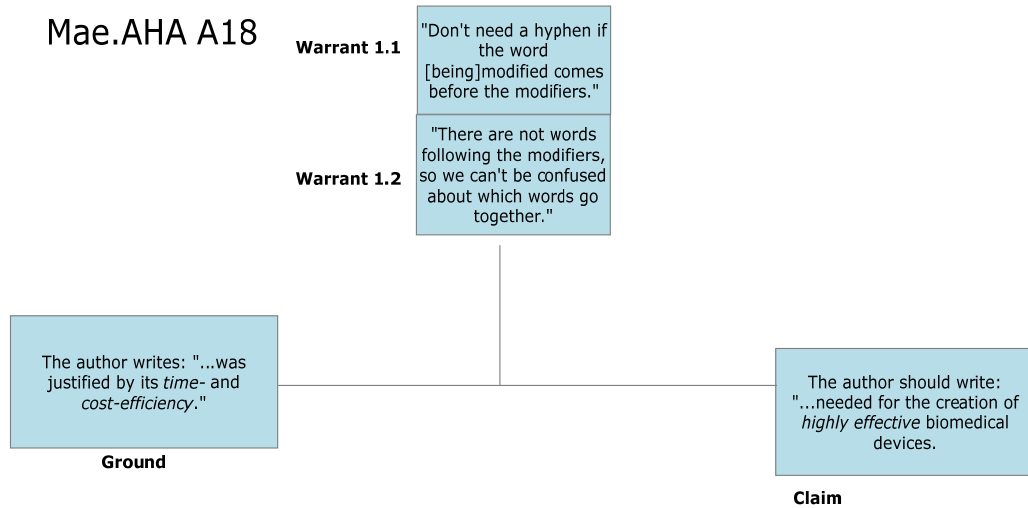 Mae.AHA A18
Warrant 1.1
"Don't need a hyphen if
the word
[being]modified comes
before the modifiers."
Warrant 1.2
"There are not words
following the modifiers,
so we can't be confused
about which words go
together."
The author writes: "...was
justified by its time- and
cost-efficiency."
Ground
The author should write:
"...needed for the creation of
highly effective biomedical
devices.
Claim